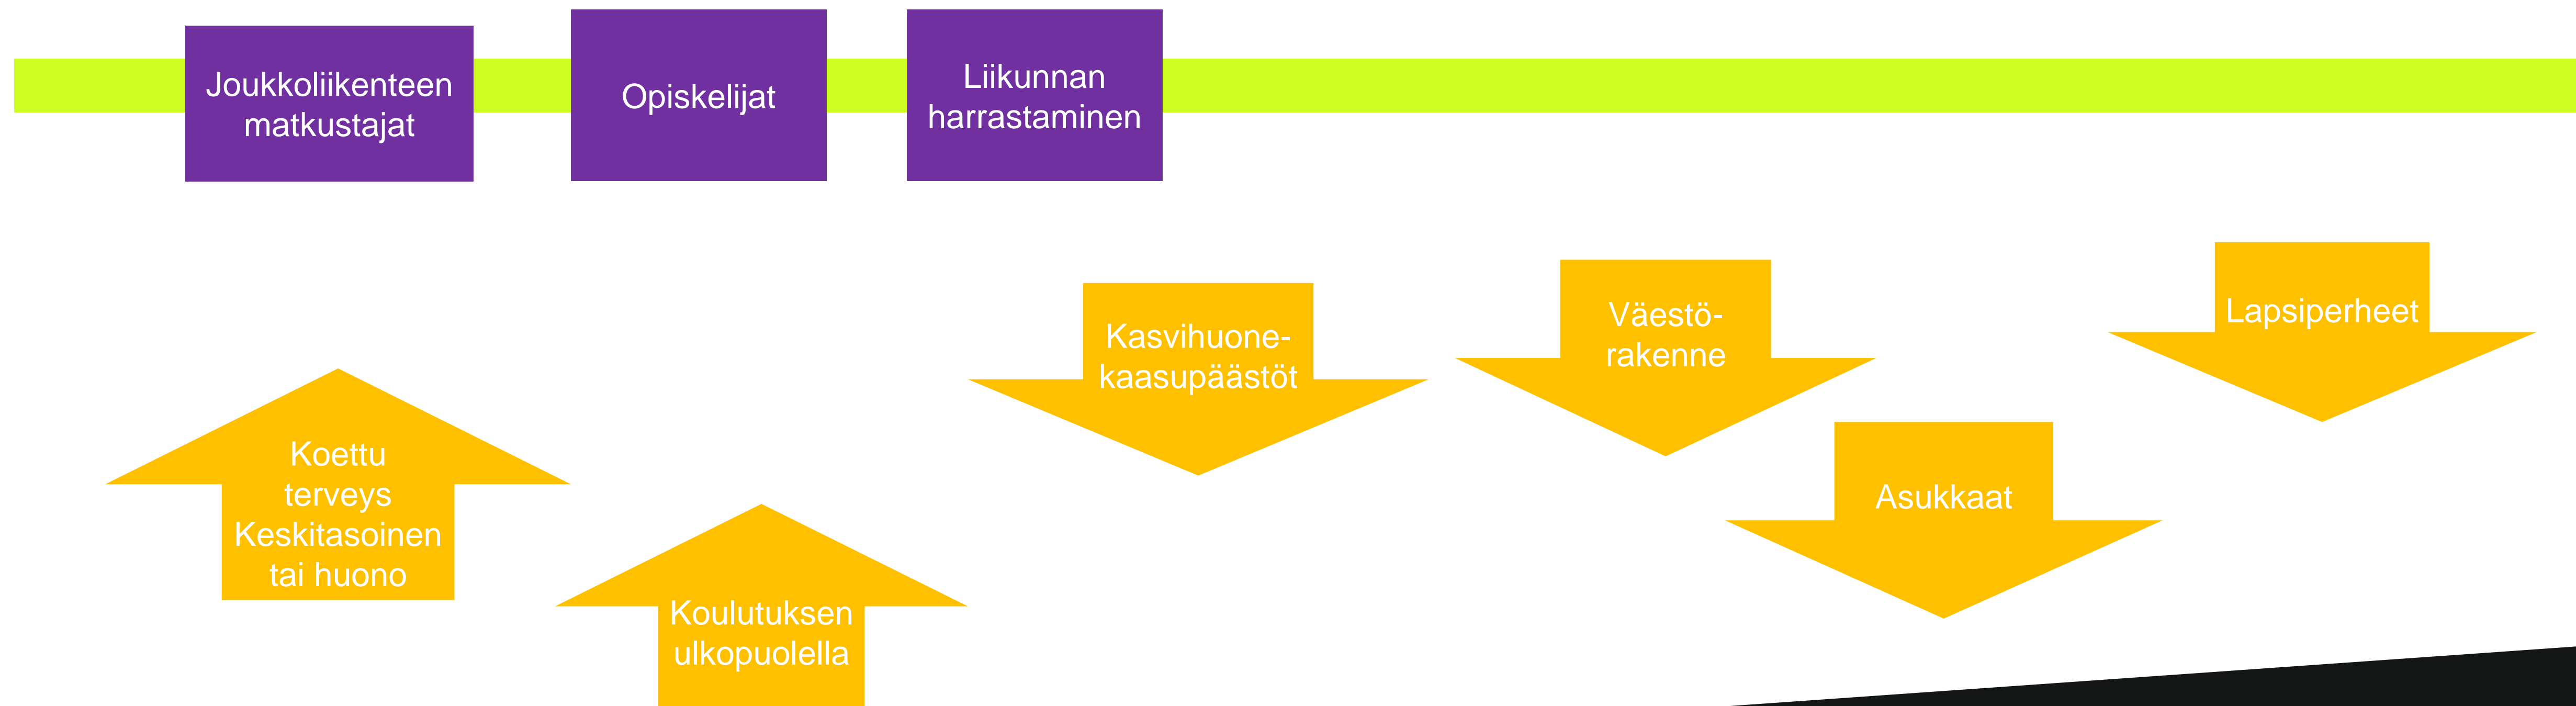 Joukkoliikenteen
matkustajat
Opiskelijat
Liikunnan
harrastaminen
Kasvihuone-
kaasupäästöt
Väestö-
rakenne
Lapsiperheet
Koettu
terveys
Keskitasoinen
tai huono
Asukkaat
Koulutuksen
ulkopuolella